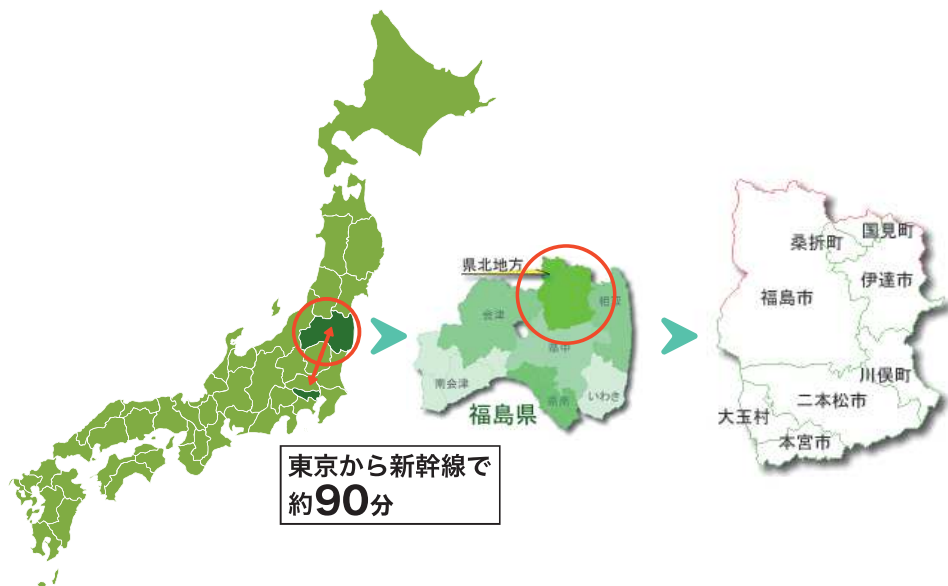 東京から新幹線で
約90分
県北地方
会津
相双
県中
南会津
県南
いわき
福島県
桑折町
国見町
伊達市
福島市
川俣町
二本松市
大玉村
本宮市